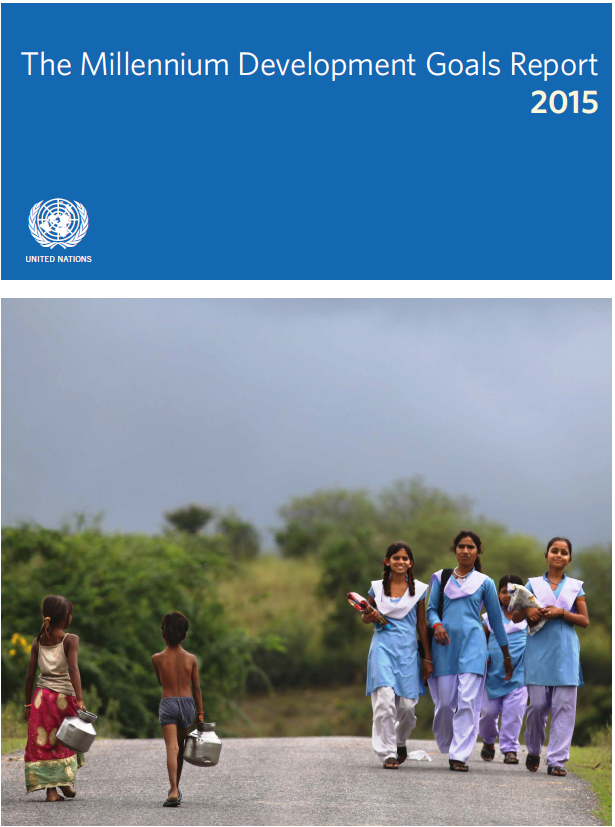 The Millennium Development Goals Report
2015
UNITED NATIONS